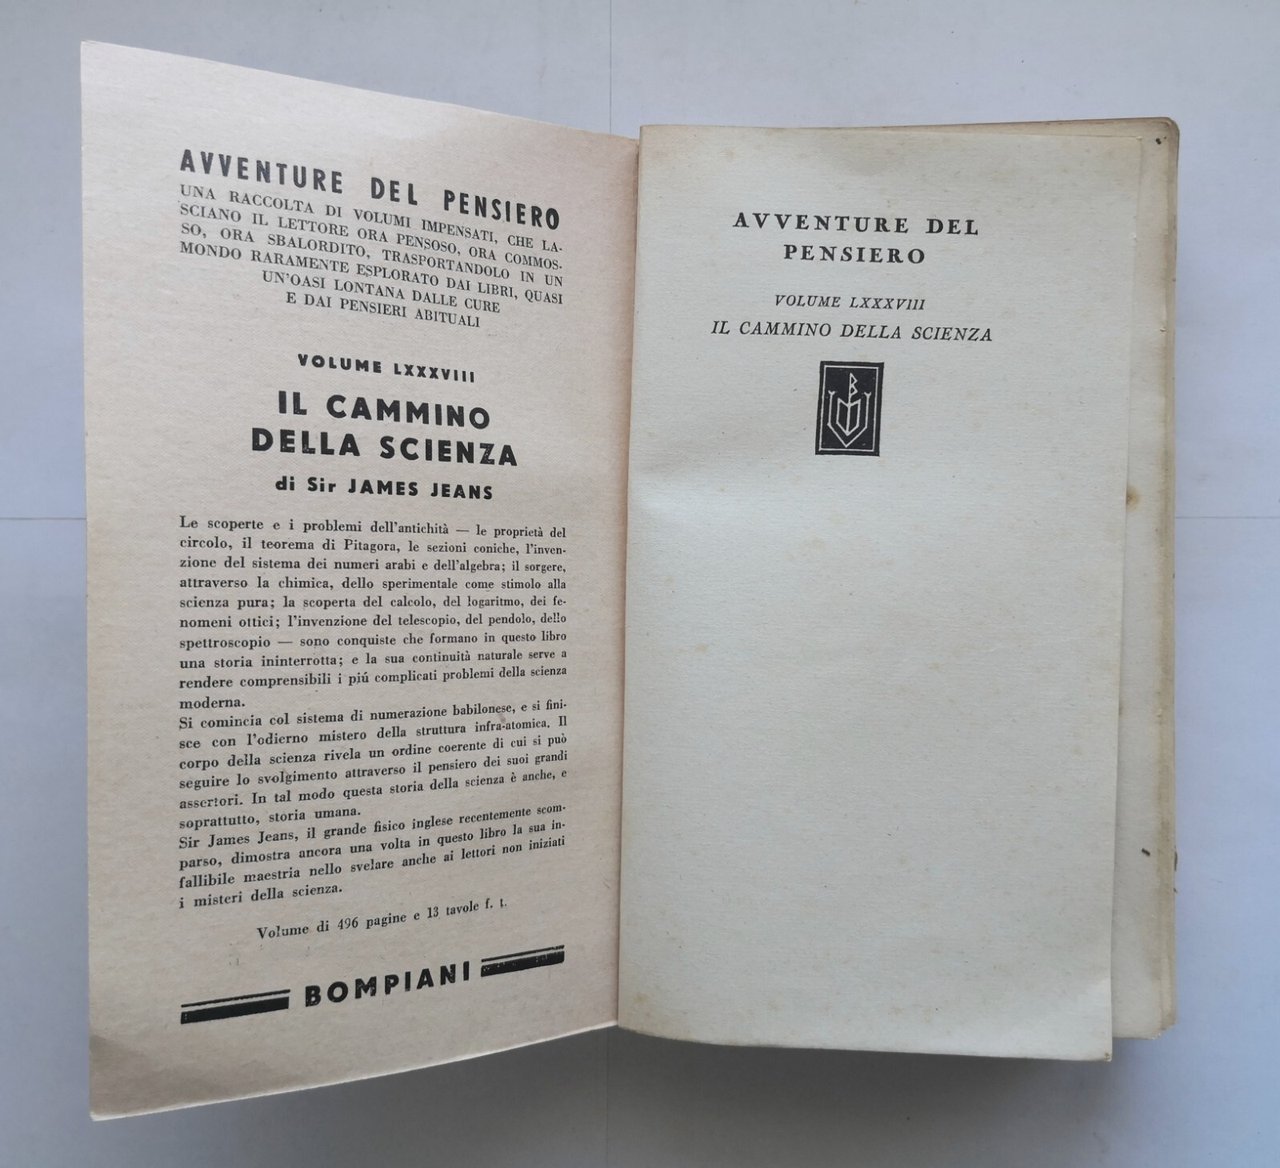 AVVENTURE DEL PENSIERO
UNA RACCOLTA DI VOLUMI IMPENSATI, CHE LA-
SCIANO IL LETTORE ORA PENSOSO, ORA COMMOS-
SO, ORA SBALORDITO, TRASPORTANDOLO IN UN
MONDO RARAMENTE ESPLORATO DAI LIBRI, QUASI
UN'OASI LONTANA DALLE CURE
E DAI PENSIERI ABITUALI
VOLUME LXXXVIII
IL CAMMINO
DELLA SCIENZA
di Sir JAMES JEANS
Le scoperte e i problemi dell'antichità — le proprietà del
circolo, il teorema di Pitagora, le sezioni coniche, l'inven-
zione del sistema dei numeri arabi e dell'algebra; il sorgere,
attraverso la chimica, dello sperimentale come stimolo alla
scienza pura; la scoperta del calcolo, del logaritmo, dei fe-
nomeni ottici; l'invenzione del telescopio, del pendolo, dello
spettroscopio — sono conquiste che formano in questo libro
una storia ininterrotta; e la sua continuità naturale serve a
rendere comprensibili i piú complicati problemi della scienza
moderna.
Si comincia col sistema di numerazione babilonese, e si fini-
sce con l'odierno mistero della struttura infra-atomica. Il
corpo della scienza rivela un ordine coerente di cui si può
seguire lo svolgimento attraverso il pensiero dei suoi grandi
assertori. In tal modo questa storia della scienza è anche, e
soprattutto, storia umana.
Sir James Jeans, il grande fisico inglese recentemente scom-
parso, dimostra ancora una volta in questo libro la sua in-
fallibile maestria nello svelare anche ai lettori non iniziati
i misteri della scienza.
Volume di 496 pagine e 13 tavole f. t.
BOMPIANI
AVVENTURE DEL
PENSIERO
VOLUME LXXXVIII
IL CAMMINO DELLA SCIENZA